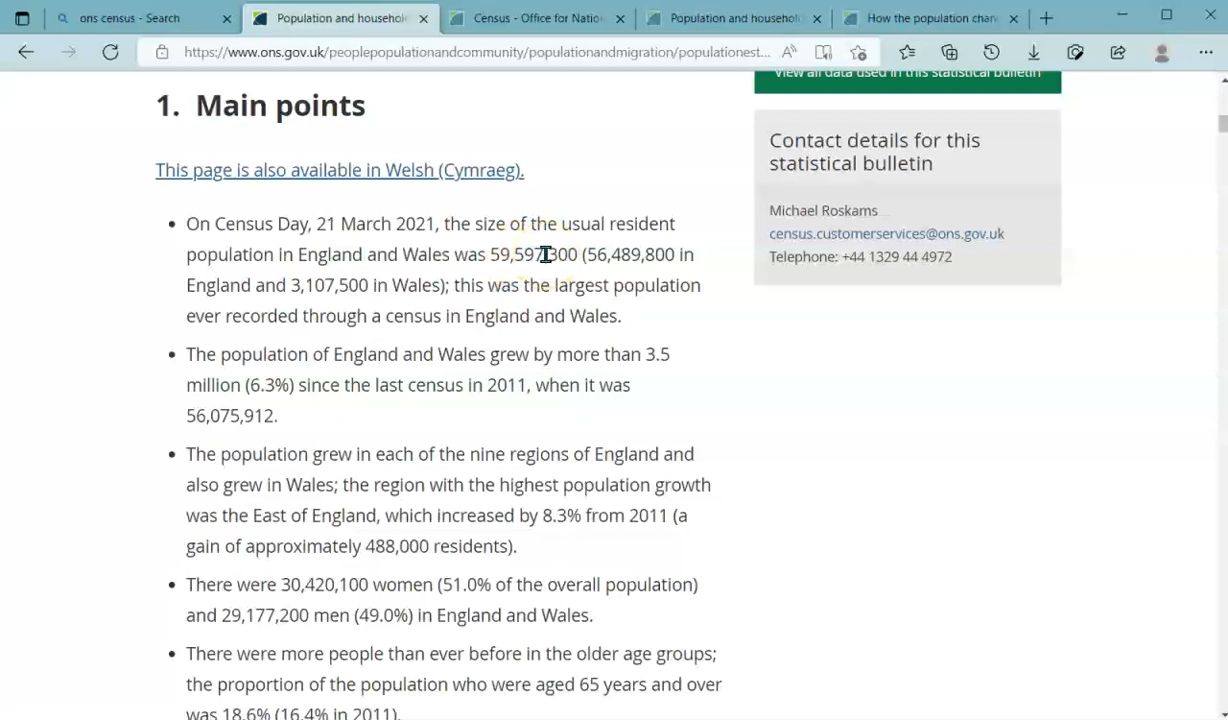 ons census - Search
Population and househol
Census - Office for Natio
Population and househol
How the population chan
https://www.ons.gov.uk/peoplepopulationandcommunity/populationandmigration/populationest...
View all data used in this statistical bulletin
1. Main points
This page is also available in Welsh (Cymraeg).
On Census Day, 21 March 2021, the size of the usual resident
population in England and Wales was 59,597,300 (56,489,800 in
England and 3,107,500 in Wales); this was the largest population
ever recorded through a census in England and Wales.
The population of England and Wales grew by more than 3.5
million (6.3%) since the last census in 2011, when it was
56,075,912.
The population grew in each of the nine regions of England and
also grew in Wales; the region with the highest population growth
was the East of England, which increased by 8.3% from 2011 (a
gain of approximately 488,000 residents).
There were 30,420,100 women (51.0% of the overall population)
and 29,177,200 men (49.0%) in England and Wales.
There were more people than ever before in the older age groups;
the proportion of the population who were aged 65 years and over
was 18.6% (16.4% in 2011).
Contact details for this
statistical bulletin
Michael Roskams
census.customerservices@ons.gov.uk
Telephone: +44 1329 44 4972